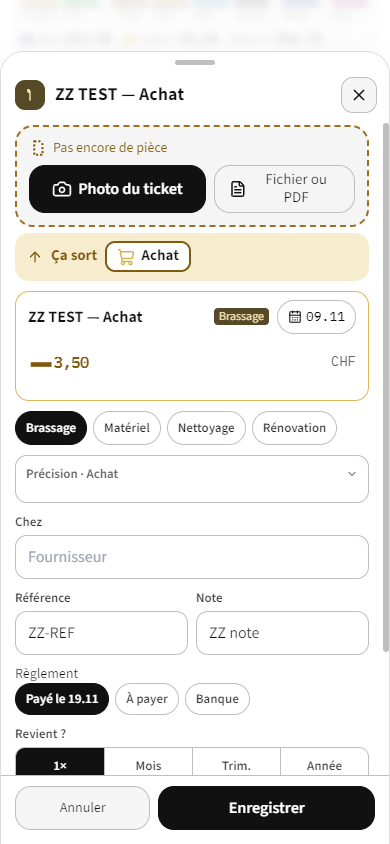 ZZ TEST — Achat
Pas encore de pièce
Photo du ticket
Fichier ou
PDF
Ça sort
Achat
ZZ TEST — Achat
Brassage
09.11
—3,50
CHF
Brassage
Matériel
Nettoyage
Rénovation
Précision · Achat
Chez
Fournisseur
Référence
Note
ZZ-REF
ZZ note
Règlement
Payé le 19.11
À payer
Banque
Revient ?
1×
Mois
Trim.
Année
Annuler
Enregistrer